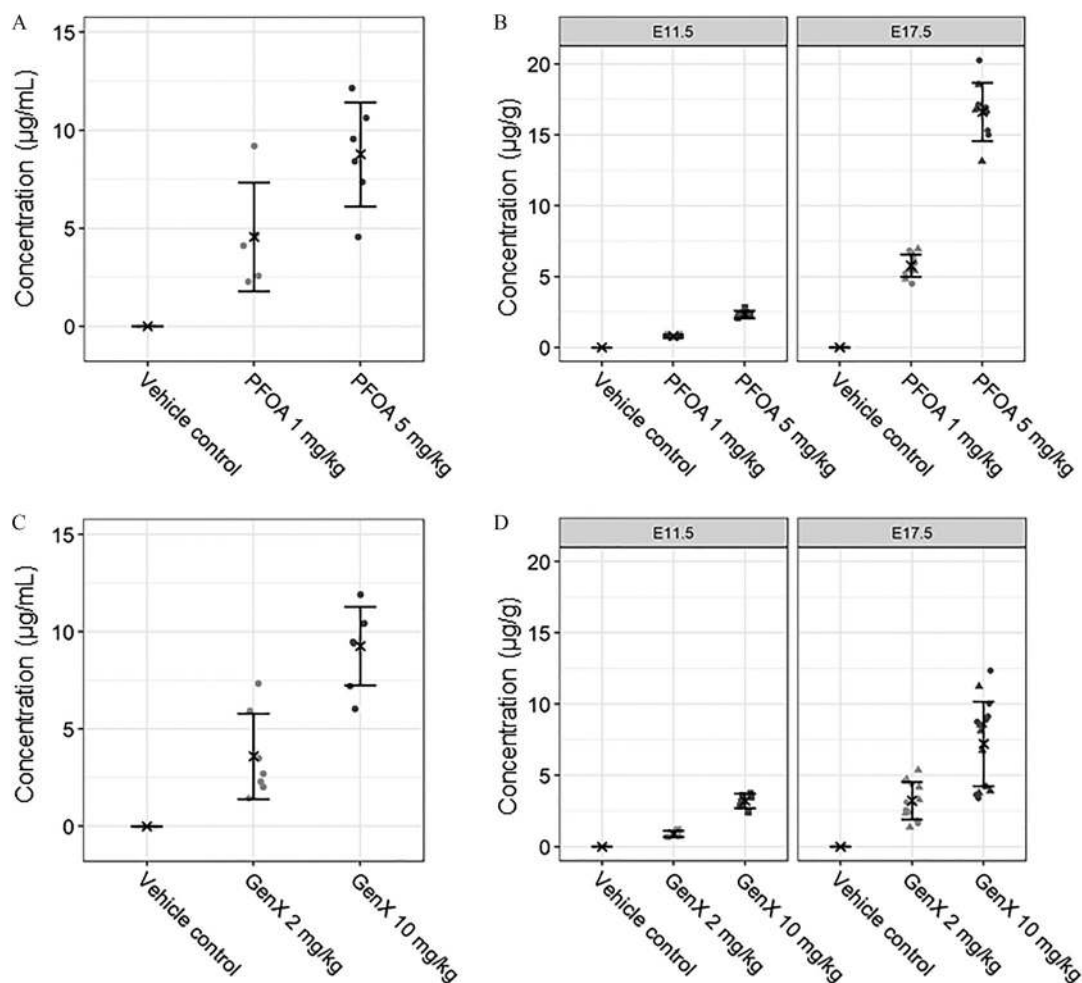 A
15
10
5
0
Concentration (µg/mL)
Vehicle control
PFOA 1 mg/kg
PFOA 5 mg/kg
B
E11.5
E17.5
20
15
10
5
0
Concentration (µg/g)
Vehicle control
PFOA 1 mg/kg
PFOA 5 mg/kg
Vehicle control
PFOA 1 mg/kg
PFOA 5 mg/kg
C
15
10
5
0
Concentration (µg/mL)
Vehicle control
GenX 2 mg/kg
GenX 10 mg/kg
D
E11.5
E17.5
20
15
10
5
0
Concentration (µg/g)
Vehicle control
GenX 2 mg/kg
GenX 10 mg/kg
Vehicle control
GenX 2 mg/kg
GenX 10 mg/kg